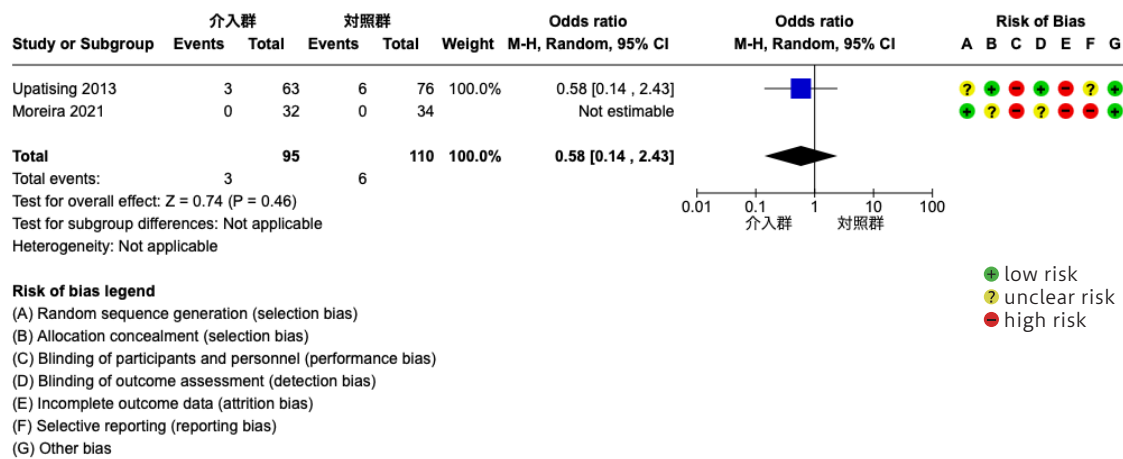 介入群 対照群 Odds ratio Odds ratio Risk of Bias
Study or Subgroup Events Total Events Total Weight M-H, Random, 95% CI M-H, Random, 95% CI A B C D E F G
Upatising 2013 3 63 6 76 100.0% 0.58 [0.14 , 2.43] ? + − + − ? +
Moreira 2021 0 32 0 34 Not estimable + ? − ? − − +
Total 95 110 100.0% 0.58 [0.14 , 2.43]
Total events: 3 6
Test for overall effect: Z = 0.74 (P = 0.46)
0.01 0.1 1 10 100
Test for subgroup differences: Not applicable
介入群 対照群
Heterogeneity: Not applicable
+ low risk
? unclear risk
− high risk
Risk of bias legend
(A) Random sequence generation (selection bias)
(B) Allocation concealment (selection bias)
(C) Blinding of participants and personnel (performance bias)
(D) Blinding of outcome assessment (detection bias)
(E) Incomplete outcome data (attrition bias)
(F) Selective reporting (reporting bias)
(G) Other bias